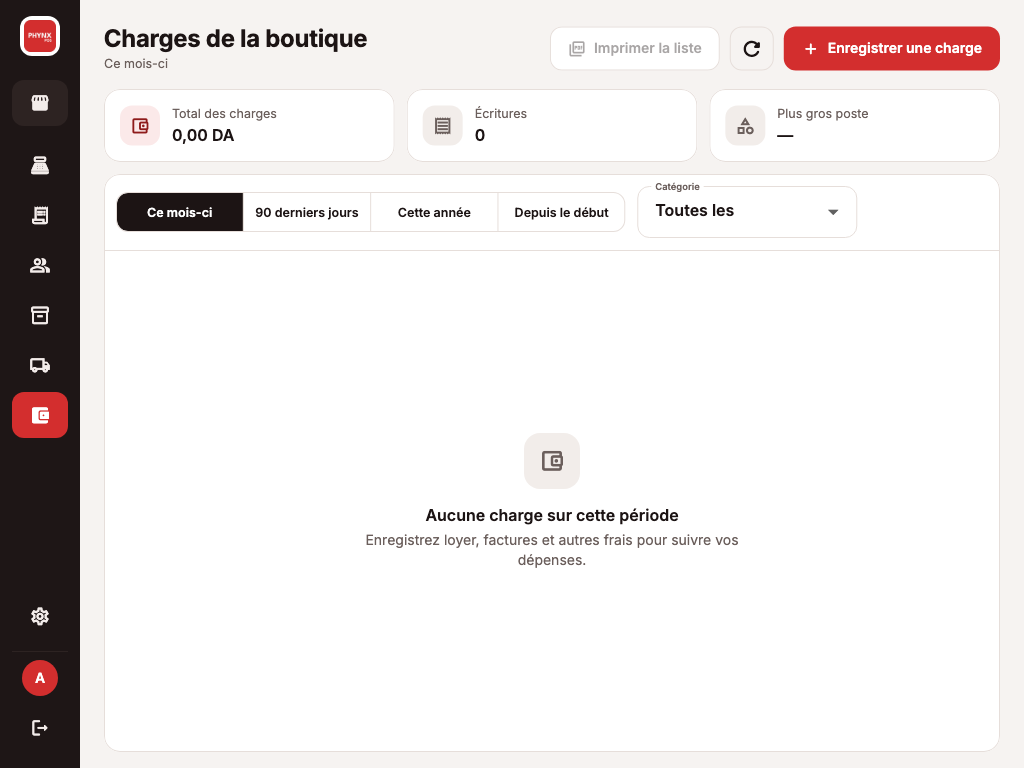 PHYNX
POS
Charges de la boutique
Ce mois-ci
Imprimer la liste
Enregistrer une charge
Total des charges
0,00 DA
Écritures
0
Plus gros poste
—
Ce mois-ci
90 derniers jours
Cette année
Depuis le début
Catégorie
Toutes les
Aucune charge sur cette période
Enregistrez loyer, factures et autres frais pour suivre vos
dépenses.
A